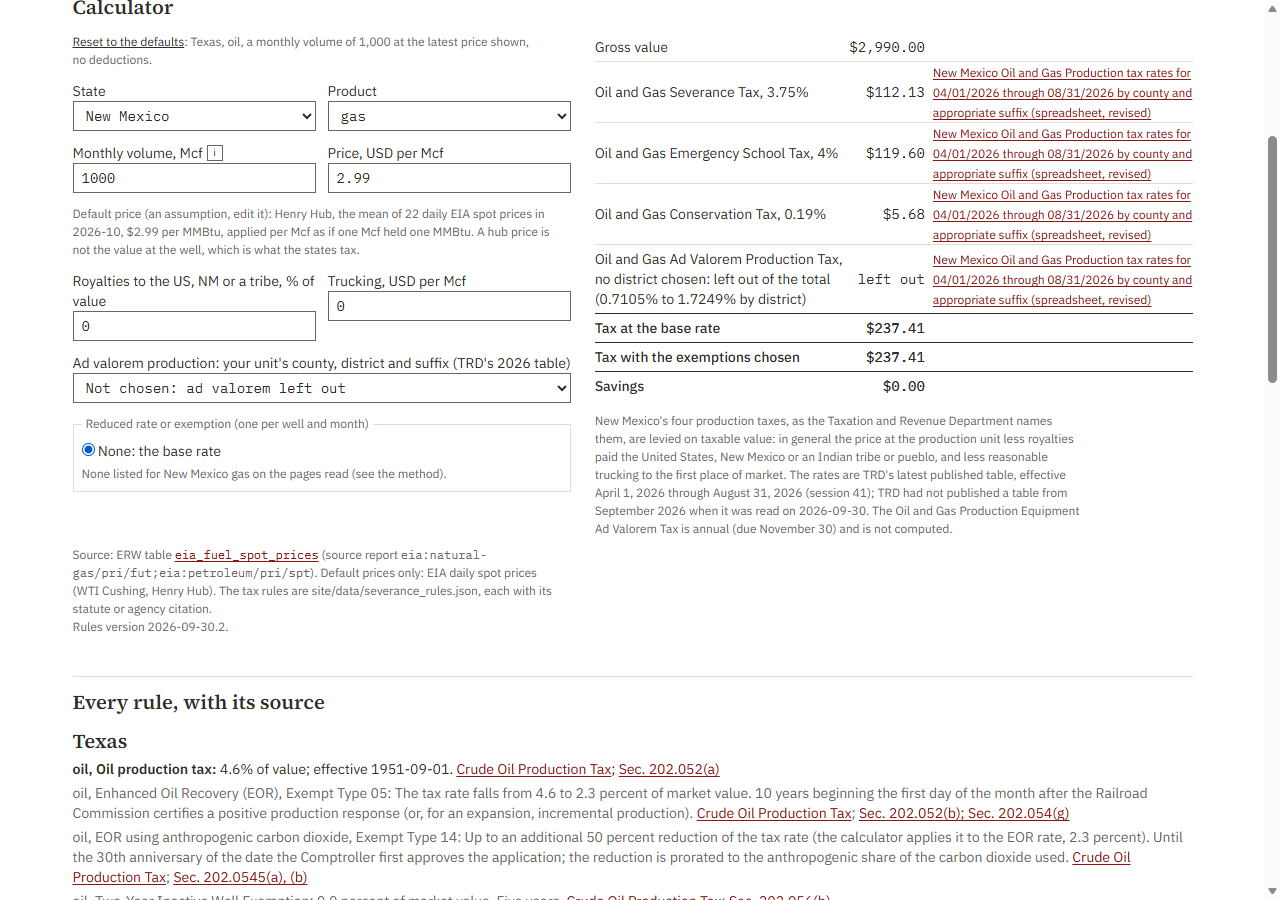 Calculator
Reset to the defaults: Texas, oil, a monthly volume of 1,000 at the latest price shown,
no deductions.
State
Product
New Mexico
gas
Monthly volume, Mcf i
Price, USD per Mcf
1000
2.99
Default price (an assumption, edit it): Henry Hub, the mean of 22 daily EIA spot prices in
2026-10, $2.99 per MMBtu, applied per Mcf as if one Mcf held one MMBtu. A hub price is
not the value at the well, which is what the states tax.
Royalties to the US, NM or a tribe, % of
value
Trucking, USD per Mcf
0
0
Ad valorem production: your unit's county, district and suffix (TRD's 2026 table)
Not chosen: ad valorem left out
Reduced rate or exemption (one per well and month)
None: the base rate
None listed for New Mexico gas on the pages read (see the method).
Source: ERW table eia_fuel_spot_prices (source report eia:natural-
gas/pri/fut;eia:petroleum/pri/spt). Default prices only: EIA daily spot prices
(WTI Cushing, Henry Hub). The tax rules are site/data/severance_rules.json, each with its
statute or agency citation.
Rules version 2026-09-30.2.
Gross value $2,990.00
Oil and Gas Severance Tax, 3.75% $112.13
New Mexico Oil and Gas Production tax rates for
04/01/2026 through 08/31/2026 by county and
appropriate suffix (spreadsheet, revised)
Oil and Gas Emergency School Tax, 4% $119.60
New Mexico Oil and Gas Production tax rates for
04/01/2026 through 08/31/2026 by county and
appropriate suffix (spreadsheet, revised)
Oil and Gas Conservation Tax, 0.19% $5.68
New Mexico Oil and Gas Production tax rates for
04/01/2026 through 08/31/2026 by county and
appropriate suffix (spreadsheet, revised)
Oil and Gas Ad Valorem Production Tax,
no district chosen: left out of the total
(0.7105% to 1.7249% by district)
left out
New Mexico Oil and Gas Production tax rates for
04/01/2026 through 08/31/2026 by county and
appropriate suffix (spreadsheet, revised)
Tax at the base rate $237.41
Tax with the exemptions chosen $237.41
Savings $0.00
New Mexico's four production taxes, as the Taxation and Revenue Department names
them, are levied on taxable value: in general the price at the production unit less royalties
paid the United States, New Mexico or an Indian tribe or pueblo, and less reasonable
trucking to the first place of market. The rates are TRD's latest published table, effective
April 1, 2026 through August 31, 2026 (session 41); TRD had not published a table from
September 2026 when it was read on 2026-09-30. The Oil and Gas Production Equipment
Ad Valorem Tax is annual (due November 30) and is not computed.
Every rule, with its source
Texas
oil, Oil production tax: 4.6% of value; effective 1951-09-01. Crude Oil Production Tax; Sec. 202.052(a)
oil, Enhanced Oil Recovery (EOR), Exempt Type 05: The tax rate falls from 4.6 to 2.3 percent of market value. 10 years beginning the first day of the month after the Railroad
Commission certifies a positive production response (or, for an expansion, incremental production). Crude Oil Production Tax; Sec. 202.052(b); Sec. 202.054(g)
oil, EOR using anthropogenic carbon dioxide, Exempt Type 14: Up to an additional 50 percent reduction of the tax rate (the calculator applies it to the EOR rate, 2.3 percent). Until
the 30th anniversary of the date the Comptroller first approves the application; the reduction is prorated to the anthropogenic share of the carbon dioxide used. Crude Oil
Production Tax; Sec. 202.0545(a), (b)
oil, Two-Year Inactive Well Exemption: 0.0 percent of market value. Five years. Crude Oil Production Tax; Sec. 202.056(b)